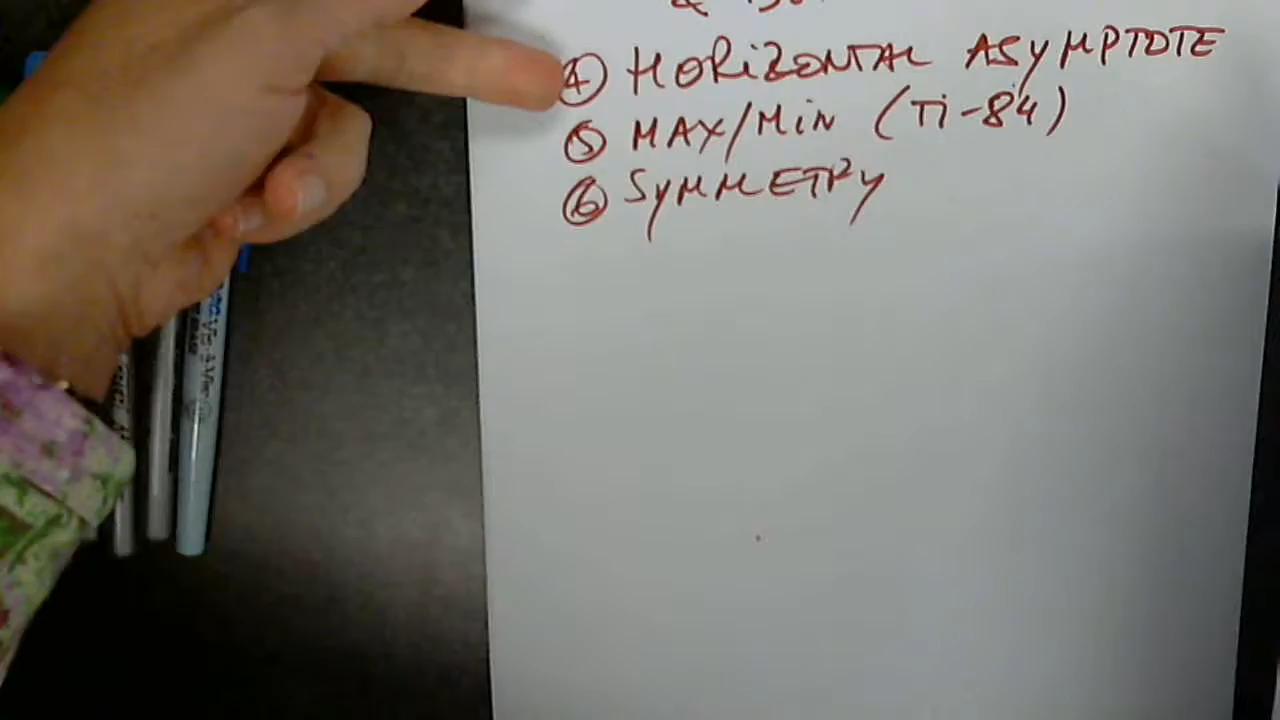 ④ HORIZONTAL ASYMPTOTE
⑤ MAX/MIN (Ti-84)
⑥ SYMMETRY